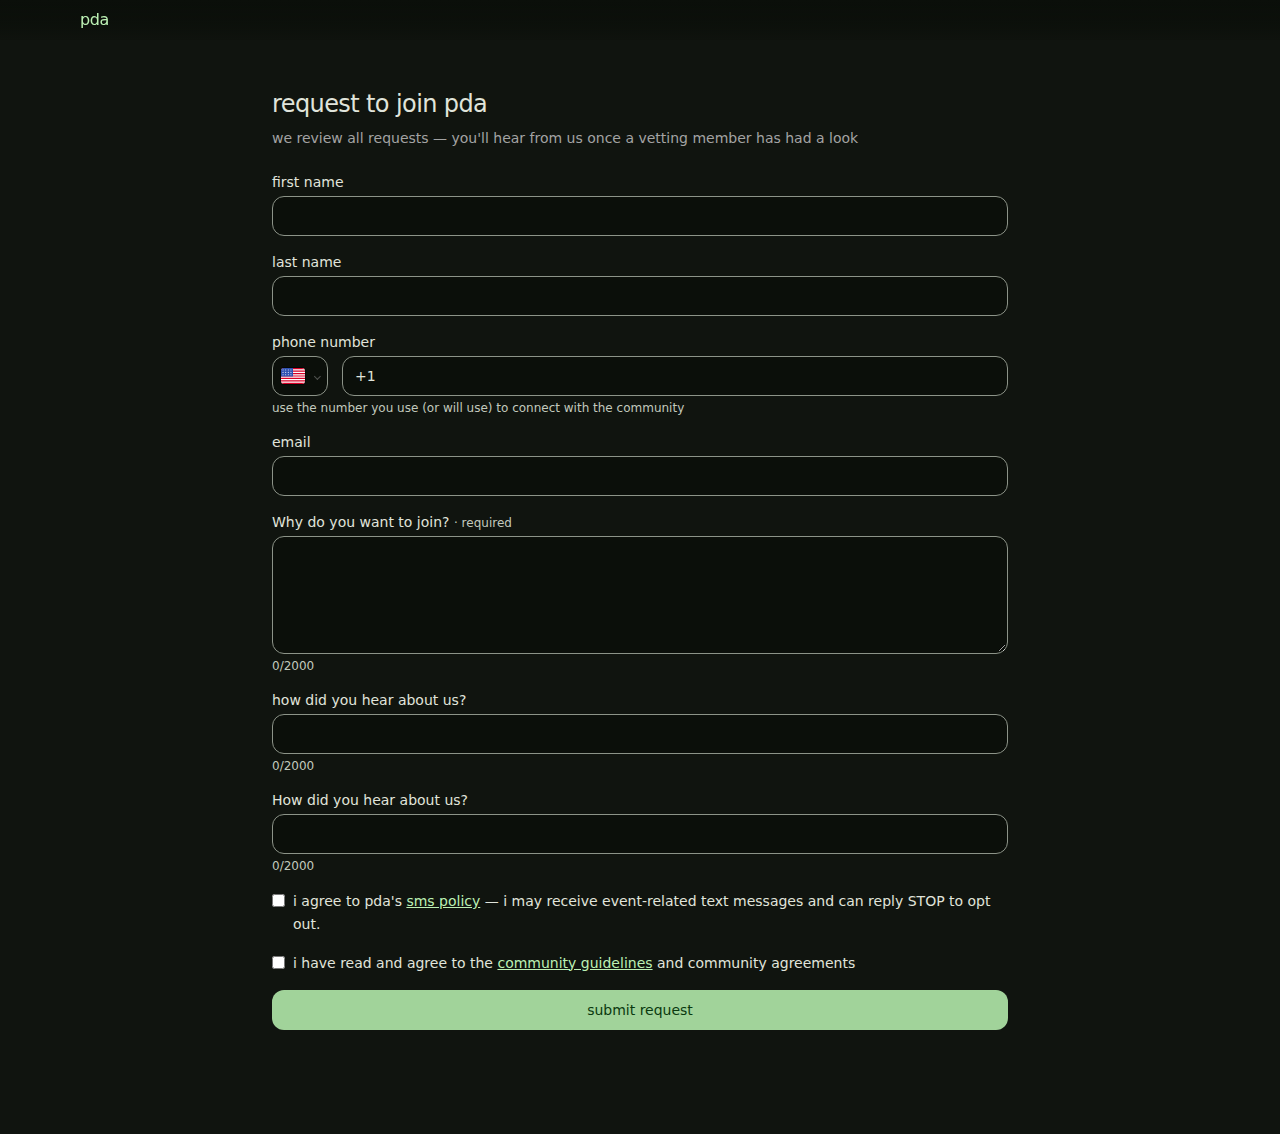 pda
request to join pda
we review all requests — you'll hear from us once a vetting member has had a look
first name
last name
phone number
+1
use the number you use (or will use) to connect with the community
email
Why do you want to join? · required
0/2000
how did you hear about us?
0/2000
How did you hear about us?
0/2000
i agree to pda's sms policy — i may receive event-related text messages and can reply STOP to opt
out.
i have read and agree to the community guidelines and community agreements
submit request